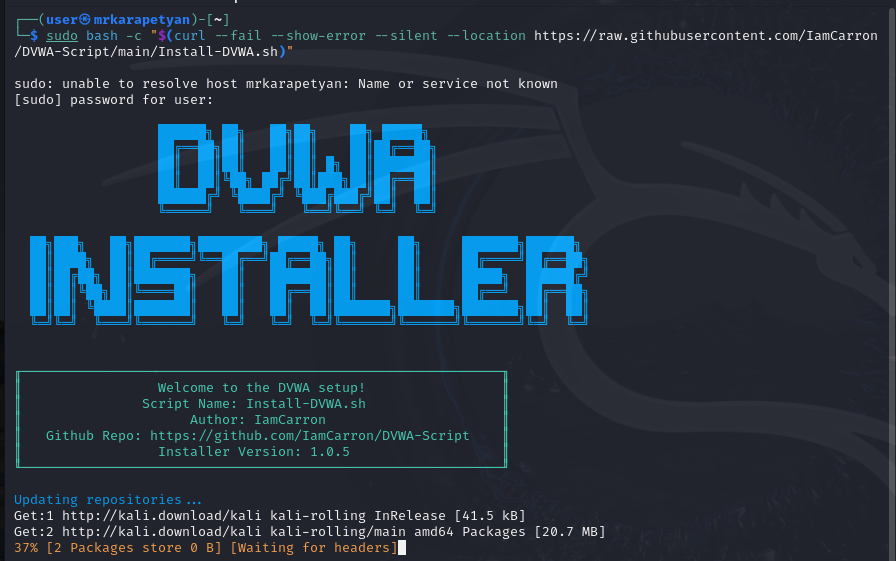 ┌──(user㉿mrkarapetyan)-[~]
└─$ sudo bash -c "$(curl --fail --show-error --silent --location https://raw.githubusercontent.com/IamCarron
/DVWA-Script/main/Install-DVWA.sh)"
sudo: unable to resolve host mrkarapetyan: Name or service not known
[sudo] password for user:
DVWA
INSTALLER
Welcome to the DVWA setup!
Script Name: Install-DVWA.sh
Author: IamCarron
Github Repo: https://github.com/IamCarron/DVWA-Script
Installer Version: 1.0.5
Updating repositories...
Get:1 http://kali.download/kali kali-rolling InRelease [41.5 kB]
Get:2 http://kali.download/kali kali-rolling/main amd64 Packages [20.7 MB]
37% [2 Packages store 0 B] [Waiting for headers]